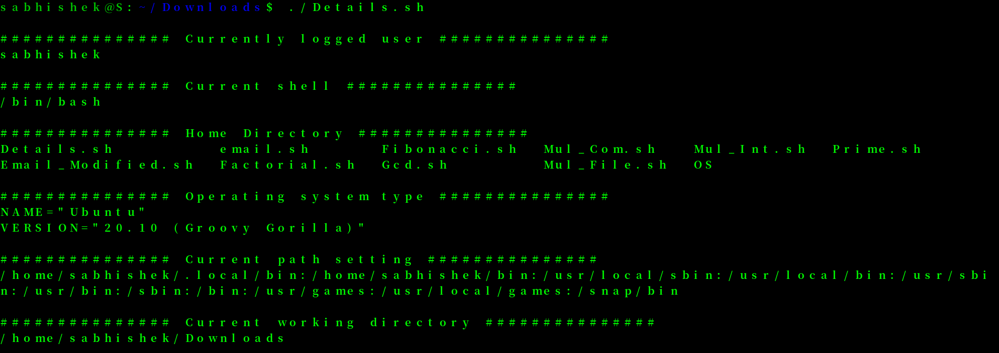 sabhishek@S:~/Downloads$ ./Details.sh
############### Currently logged user ###############
sabhishek
############### Current shell ###############
/bin/bash
############### Home Directory ###############
Details.sh         email.sh      Fibonacci.sh  Mul_Com.sh   Mul_Int.sh  Prime.sh
Email_Modified.sh  Factorial.sh  Gcd.sh        Mul_File.sh  OS
############### Operating system type ###############
NAME="Ubuntu"
VERSION="20.10 (Groovy Gorilla)"
############### Current path setting ###############
/home/sabhishek/.local/bin:/home/sabhishek/bin:/usr/local/sbin:/usr/local/bin:/usr/sbi
n:/usr/bin:/sbin:/bin:/usr/games:/usr/local/games:/snap/bin
############### Current working directory ###############
/home/sabhishek/Downloads